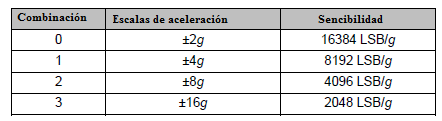 Combinación Escalas de aceleración Sencibilidad
0 ±2g 16384 LSB/g
1 ±4g 8192 LSB/g
2 ±8g 4096 LSB/g
3 ±16g 2048 LSB/g